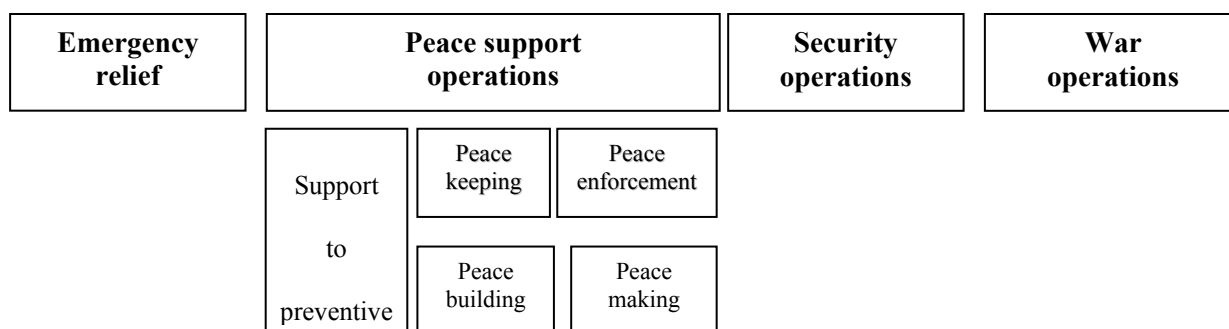 Emergency
relief
Peace support
operations
Security
operations
War
operations
Support
to
preventive
Peace
keeping
Peace
enforcement
Peace
building
Peace
making